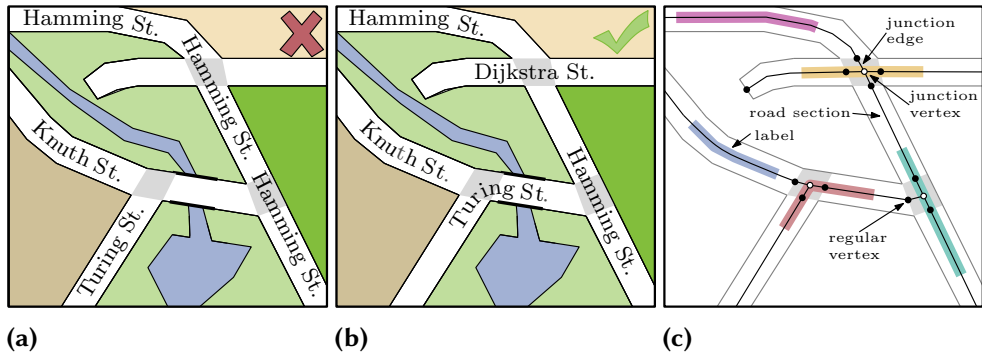 Hamming St.
Hamming St.
Knuth St.
Hamming St.
Turing St.
(a)
Hamming St.
Dijkstra St.
Knuth St.
Turing St.
Hamming St.
(b)
junction
edge
junction
vertex
road section
label
regular
vertex
(c)